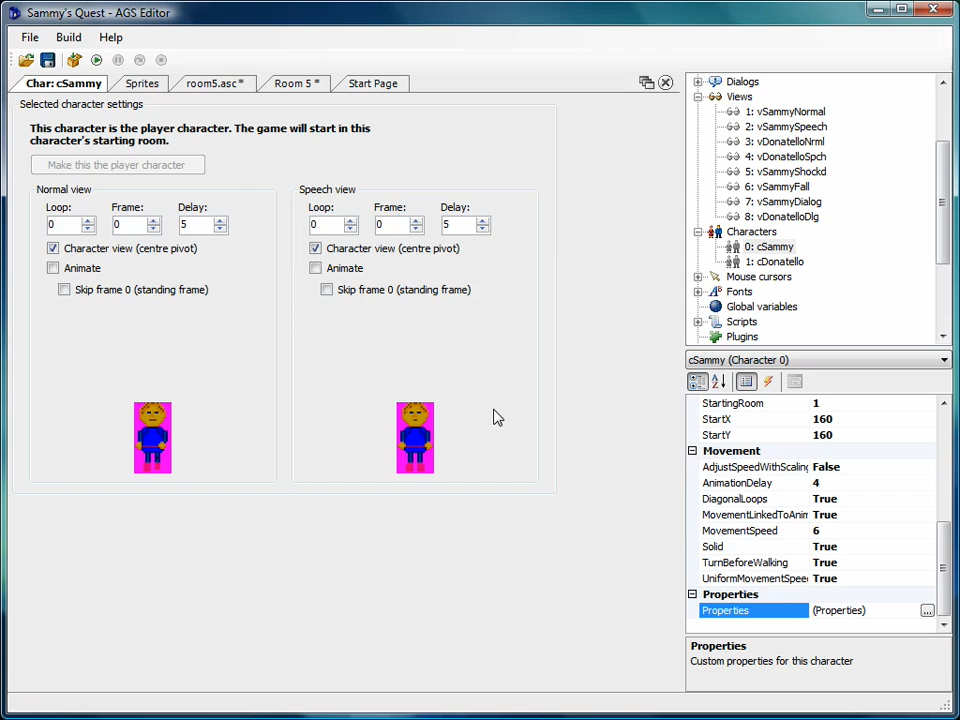 Sammy's Quest - AGS Editor
File Build Help
Char: cSammy Sprites room5.asc* Room 5 * Start Page
Selected character settings
This character is the player character. The game will start in this
character's starting room.
Make this the player character
Normal view
Loop: Frame: Delay:
0 0 5
Character view (centre pivot)
Animate
Skip frame 0 (standing frame)
Speech view
Loop: Frame: Delay:
0 0 5
Character view (centre pivot)
Animate
Skip frame 0 (standing frame)
Dialogs
Views
1: vSammyNormal
2: vSammySpeech
3: vDonatelloNrml
4: vDonatelloSpch
5: vSammyShockd
6: vSammyFall
7: vSammyDialog
8: vDonatelloDlg
Characters
0: cSammy
1: cDonatello
Mouse cursors
Fonts
Global variables
Scripts
Plugins
cSammy (Character 0)
StartingRoom 1
StartX 160
StartY 160
Movement
AdjustSpeedWithScaling False
AnimationDelay 4
DiagonalLoops True
MovementLinkedToAnim True
MovementSpeed 6
Solid True
TurnBeforeWalking True
UniformMovementSpee True
Properties
Properties (Properties) ...
Properties
Custom properties for this character